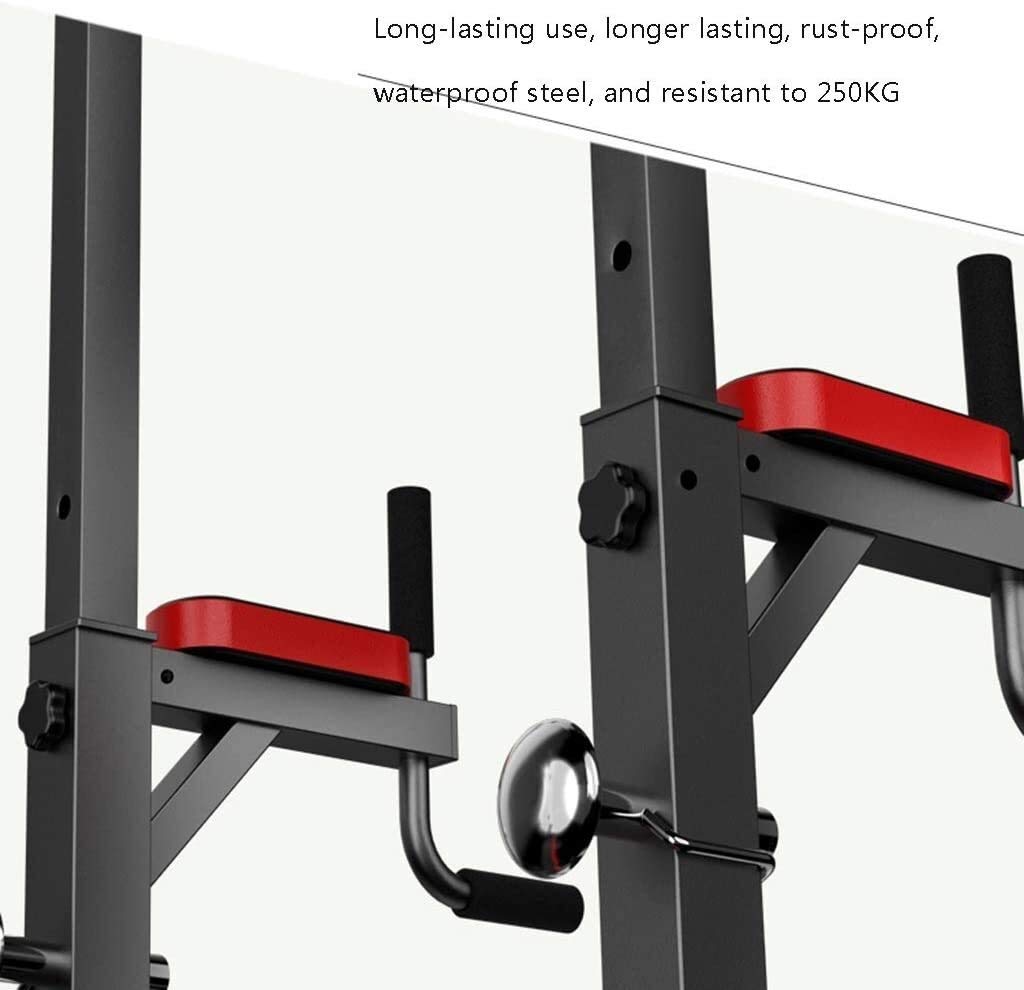 Long-lasting use, longer lasting, rust-proof,
waterproof steel, and resistant to 250KG